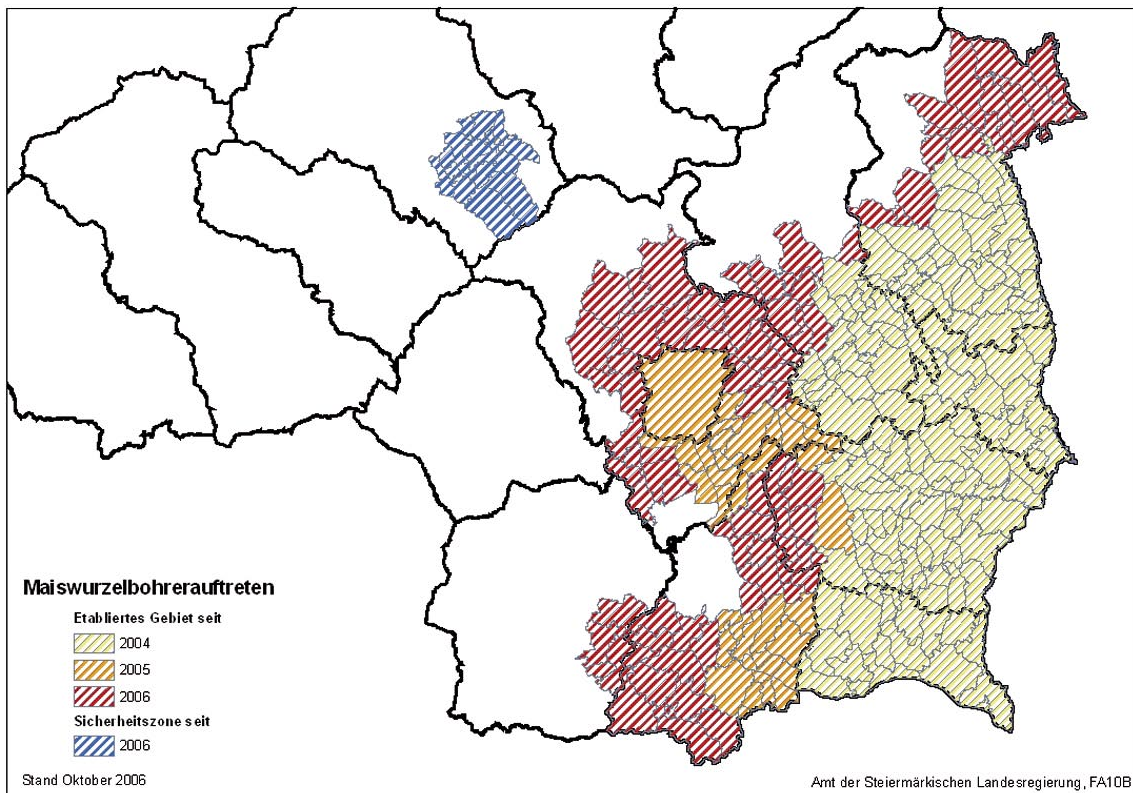 Maiswurzelbohrerauftreten
Etabliertes Gebiet seit
2004
2005
2006
Sicherheitszone seit
2006
Stand Oktober 2006
Amt der Steiermärkischen Landesregierung, FA10B